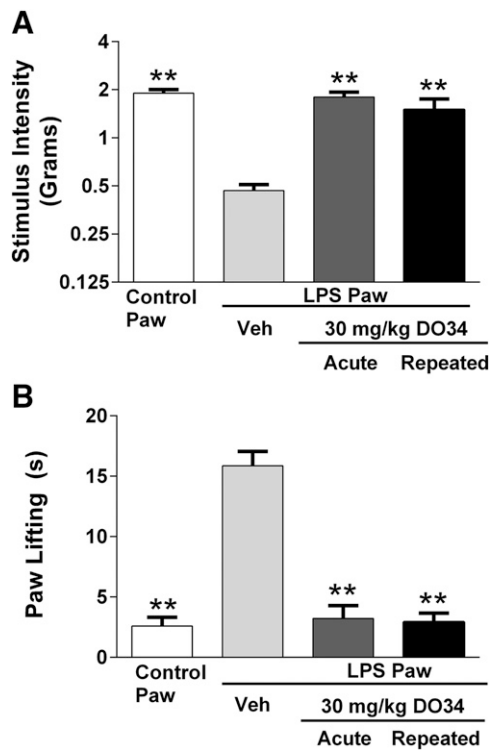 A
Stimulus Intensity
(Grams)
4
2
1
0.5
0.25
0.125
**
**
**
Control
Paw
LPS Paw
Veh
30 mg/kg DO34
Acute
Repeated
B
Paw Lifting (s)
20
15
10
5
0
**
**
**
Control
Paw
LPS Paw
Veh
30 mg/kg DO34
Acute
Repeated